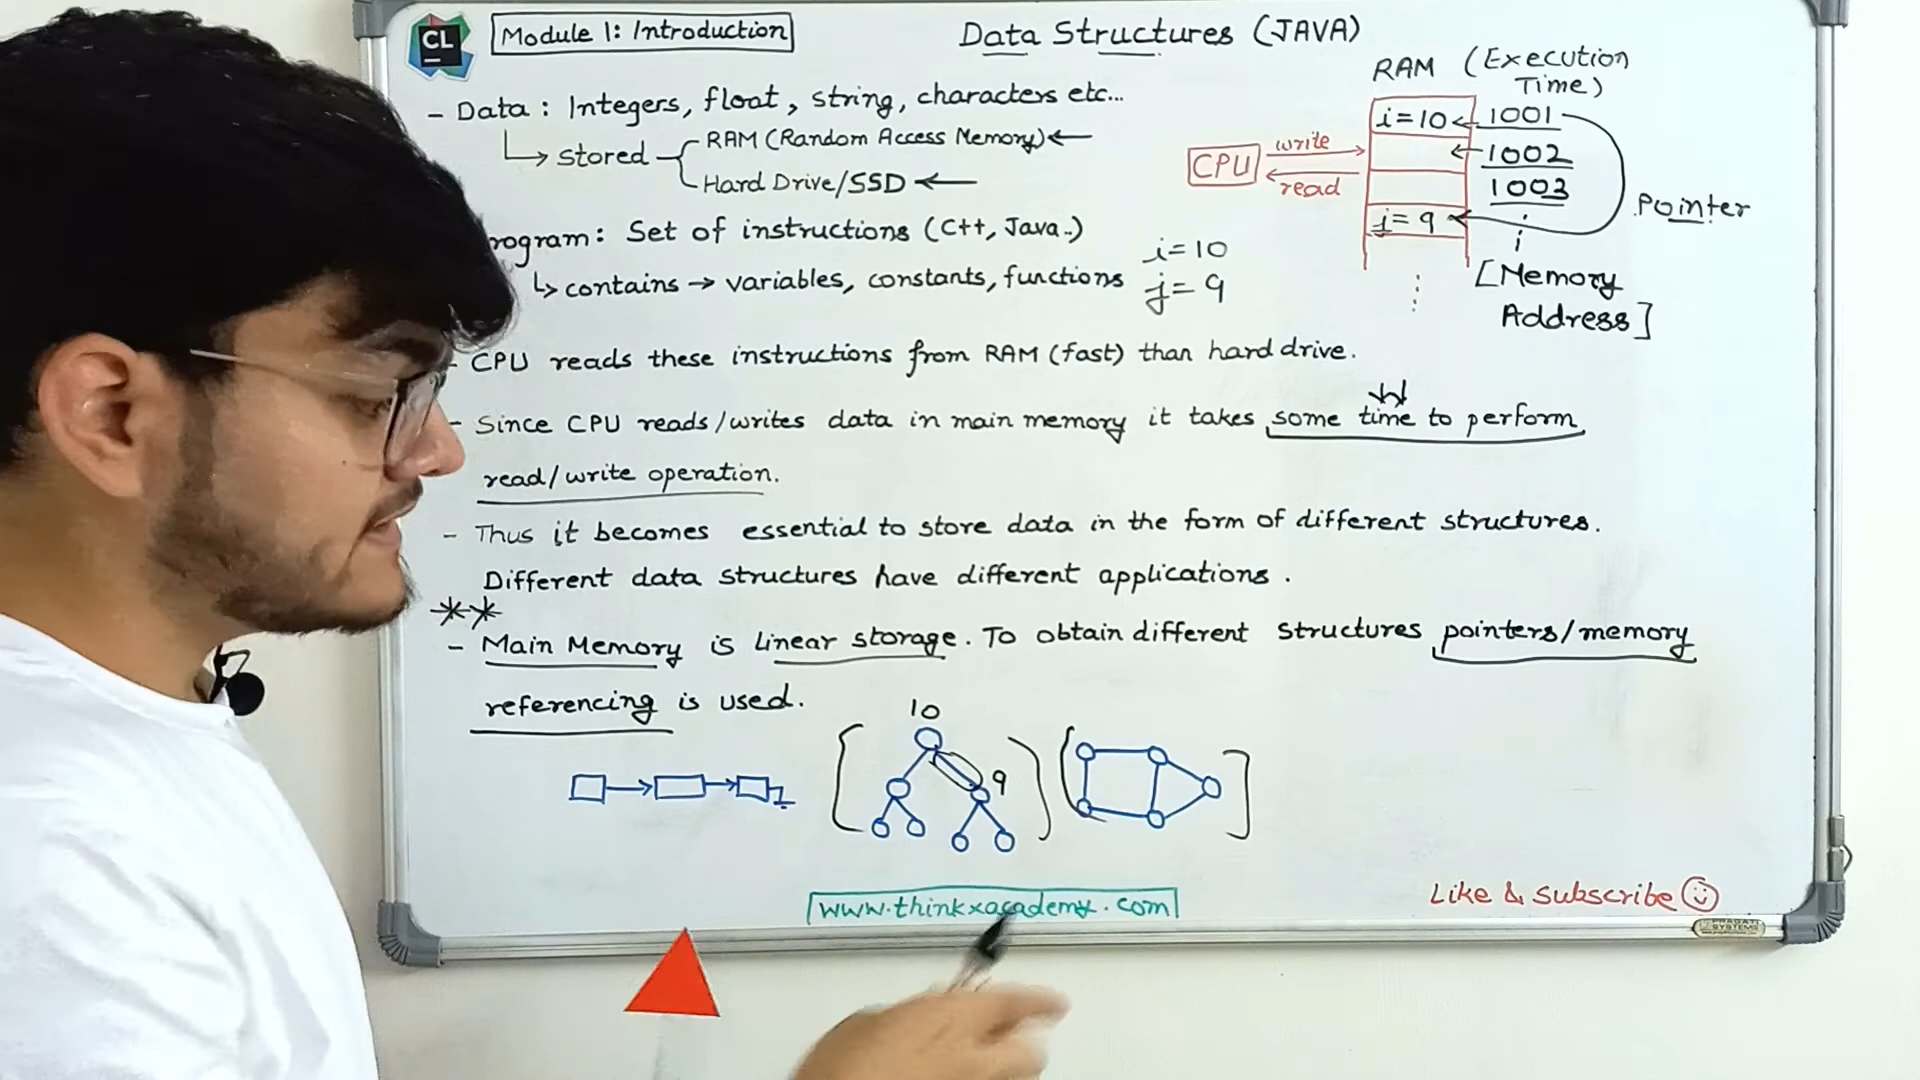 CL
Module 1: Introduction
Data Structures (JAVA)
- Data: Integers, float, string, characters etc...
stored
RAM (Random Access Memory)
Hard Drive/SSD
rogram: Set of instructions (C++, Java..)
contains → variables, constants, functions
i=10
j=9
RAM (Execution
Time)
CPU
write
read
i=10
1001
1002
1003
j=9
Pointer
[Memory
Address]
- CPU reads these instructions from RAM (fast) than hard drive.
- Since CPU reads/writes data in main memory it takes some time to perform
read/write operation.
- Thus it becomes essential to store data in the form of different structures.
Different data structures have different applications.
**
- Main Memory is linear storage. To obtain different structures pointers/memory
referencing is used.
10
9
www.thinkxacademy.com
Like & subscribe
PRAGATI
SYSTEMS